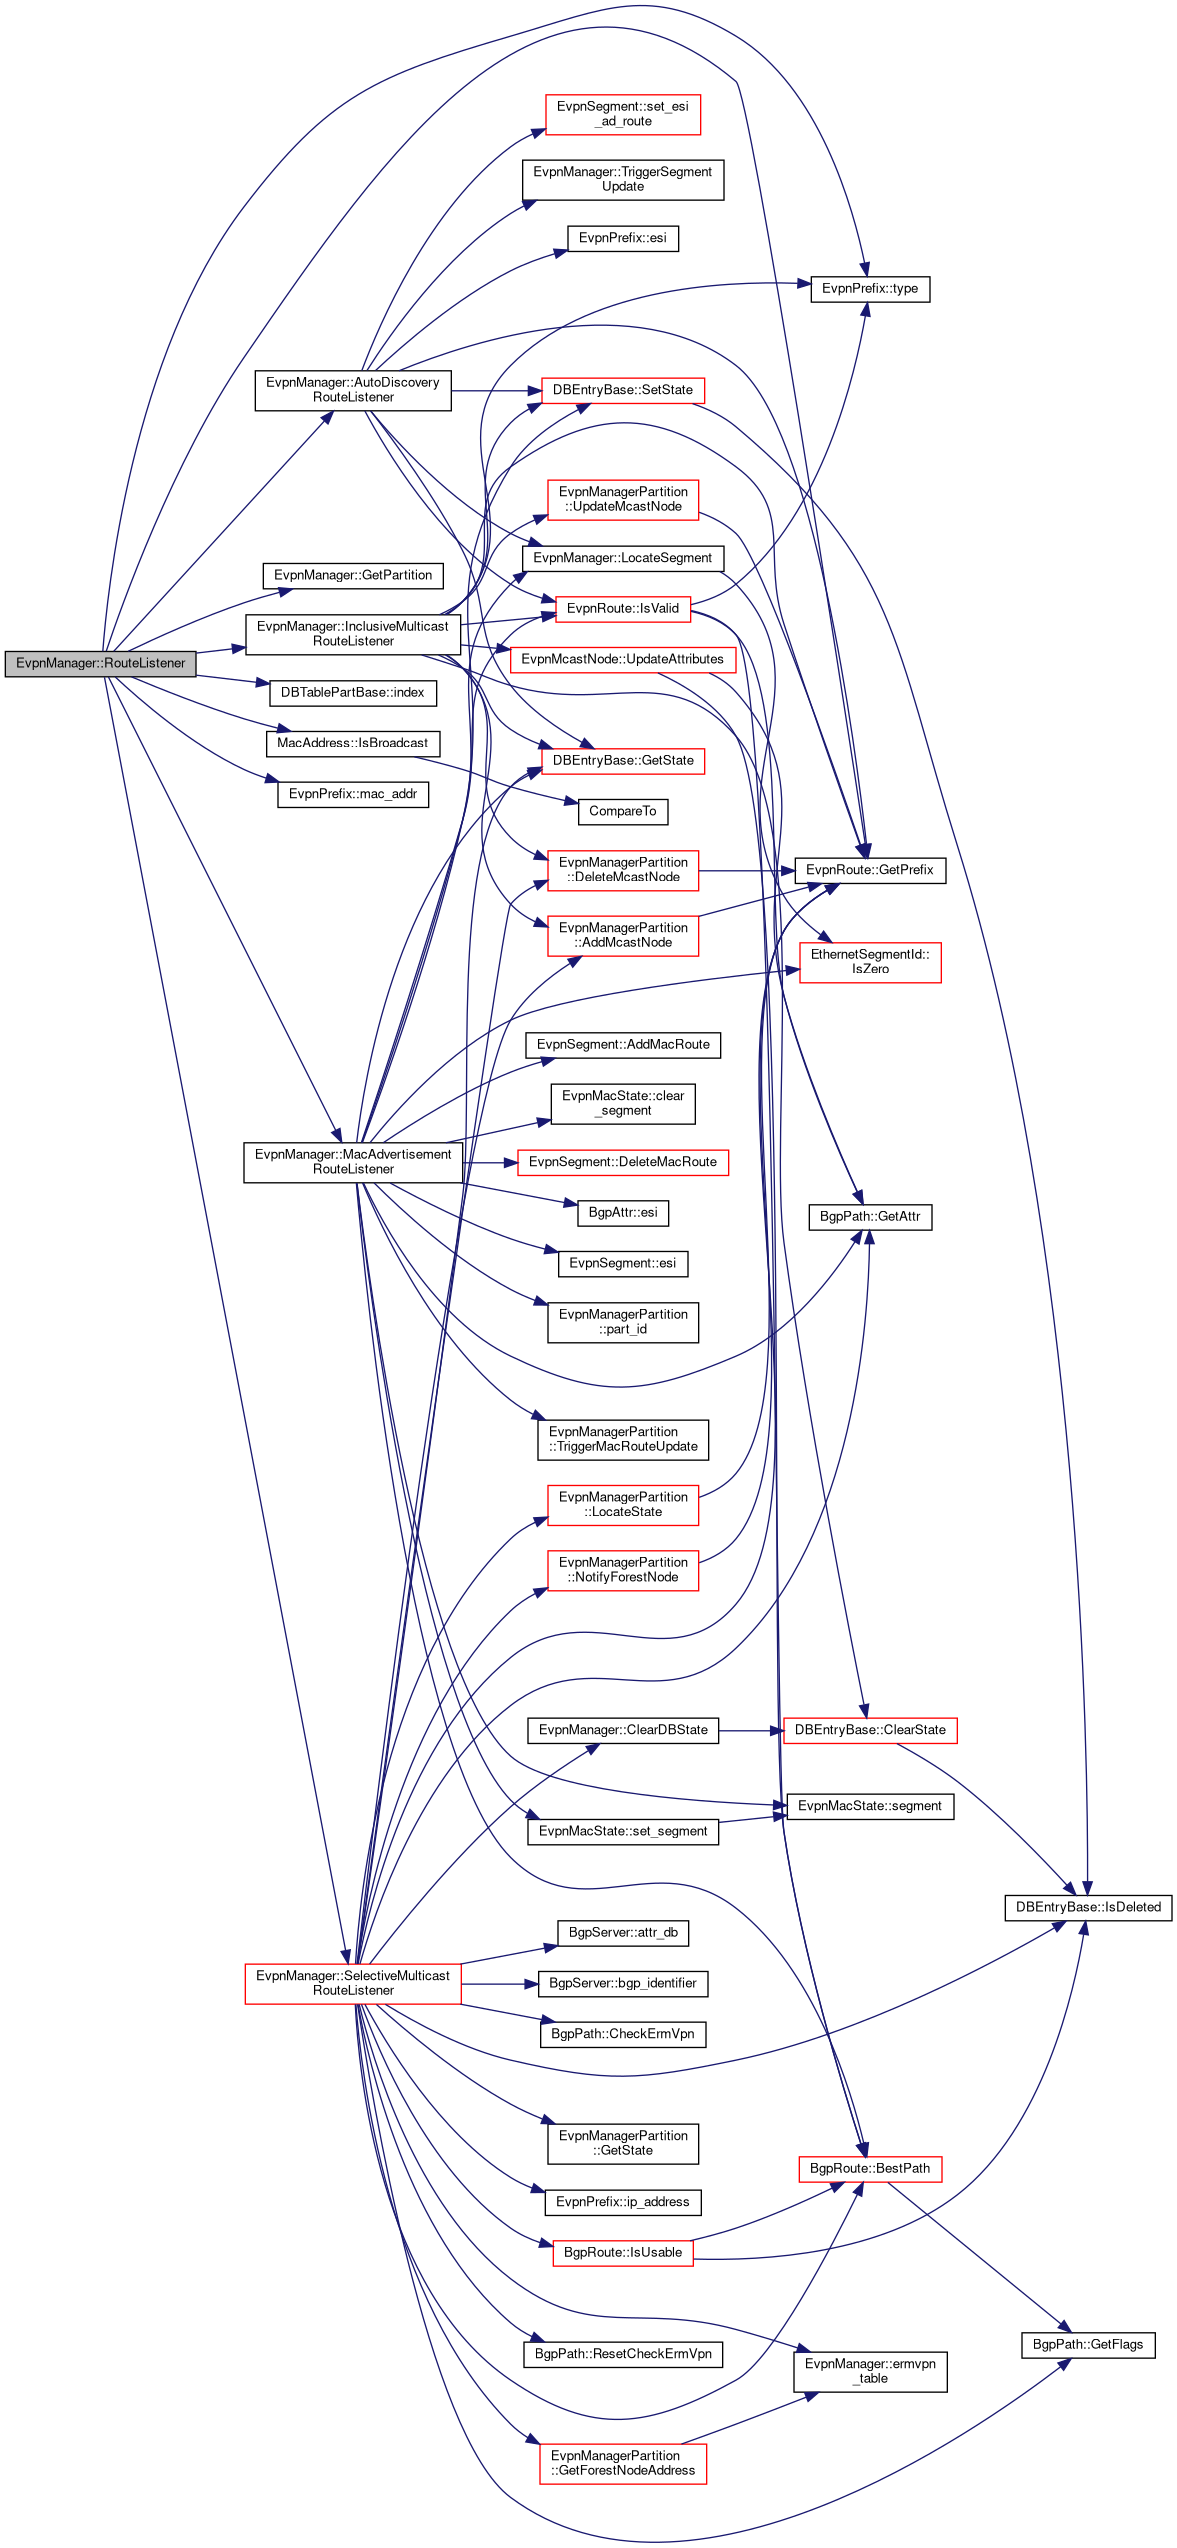 EvpnSegment::set_esi
_ad_route
EvpnManager::TriggerSegment
Update
EvpnPrefix::esi
EvpnPrefix::type
EvpnManager::AutoDiscovery
RouteListener
DBEntryBase::SetState
EvpnManagerPartition
::UpdateMcastNode
EvpnManager::LocateSegment
EvpnManager::GetPartition
EvpnRoute::IsValid
EvpnManager::InclusiveMulticast
RouteListener
EvpnManager::RouteListener
EvpnMcastNode::UpdateAttributes
DBTablePartBase::index
MacAddress::IsBroadcast
DBEntryBase::GetState
EvpnPrefix::mac_addr
CompareTo
EvpnManagerPartition
::DeleteMcastNode
EvpnRoute::GetPrefix
EvpnManagerPartition
::AddMcastNode
EthernetSegmentId::
IsZero
EvpnSegment::AddMacRoute
EvpnMacState::clear
_segment
EvpnManager::MacAdvertisement
RouteListener
EvpnSegment::DeleteMacRoute
BgpAttr::esi
BgpPath::GetAttr
EvpnSegment::esi
EvpnManagerPartition
::part_id
EvpnManagerPartition
::TriggerMacRouteUpdate
EvpnManagerPartition
::LocateState
EvpnManagerPartition
::NotifyForestNode
EvpnManager::ClearDBState
DBEntryBase::ClearState
EvpnMacState::segment
EvpnMacState::set_segment
DBEntryBase::IsDeleted
BgpServer::attr_db
EvpnManager::SelectiveMulticast
RouteListener
BgpServer::bgp_identifier
BgpPath::CheckErmVpn
EvpnManagerPartition
::GetState
BgpRoute::BestPath
EvpnPrefix::ip_address
BgpRoute::IsUsable
BgpPath::GetFlags
BgpPath::ResetCheckErmVpn
EvpnManager::ermvpn
_table
EvpnManagerPartition
::GetForestNodeAddress